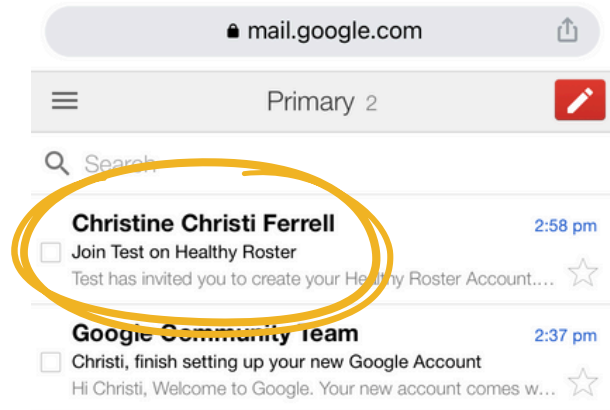 mail.google.com
Primary 2
Search
Christine Christi Ferrell 2:58 pm
Join Test on Healthy Roster
Test has invited you to create your Healthy Roster Account....
Google Community Team 2:37 pm
Christi, finish setting up your new Google Account
Hi Christi, Welcome to Google. Your new account comes w...